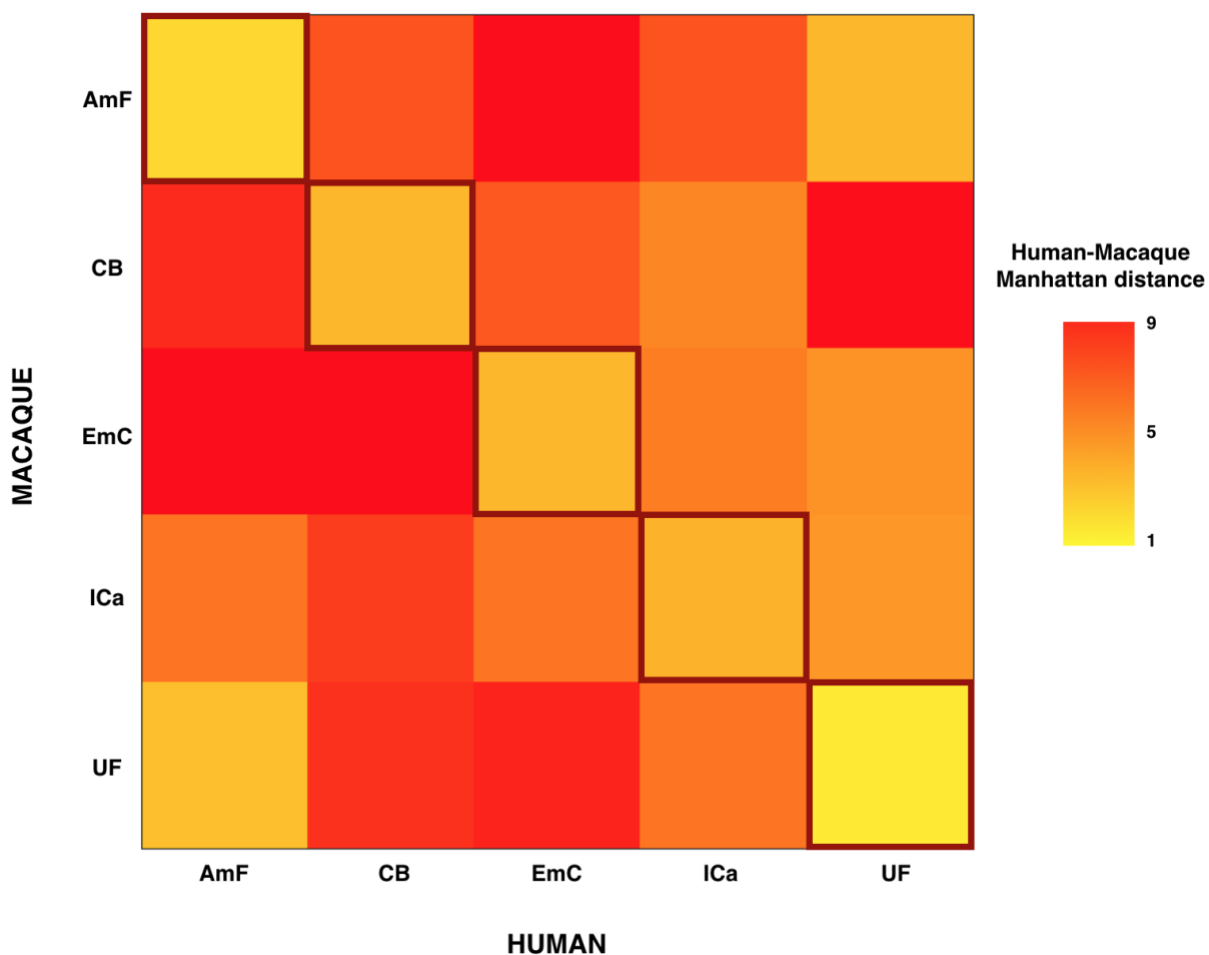 AmF
CB
EmC
ICa
UF
MACAQUE
AmF
CB
EmC
ICa
UF
HUMAN
Human-Macaque
Manhattan distance
9
5
1